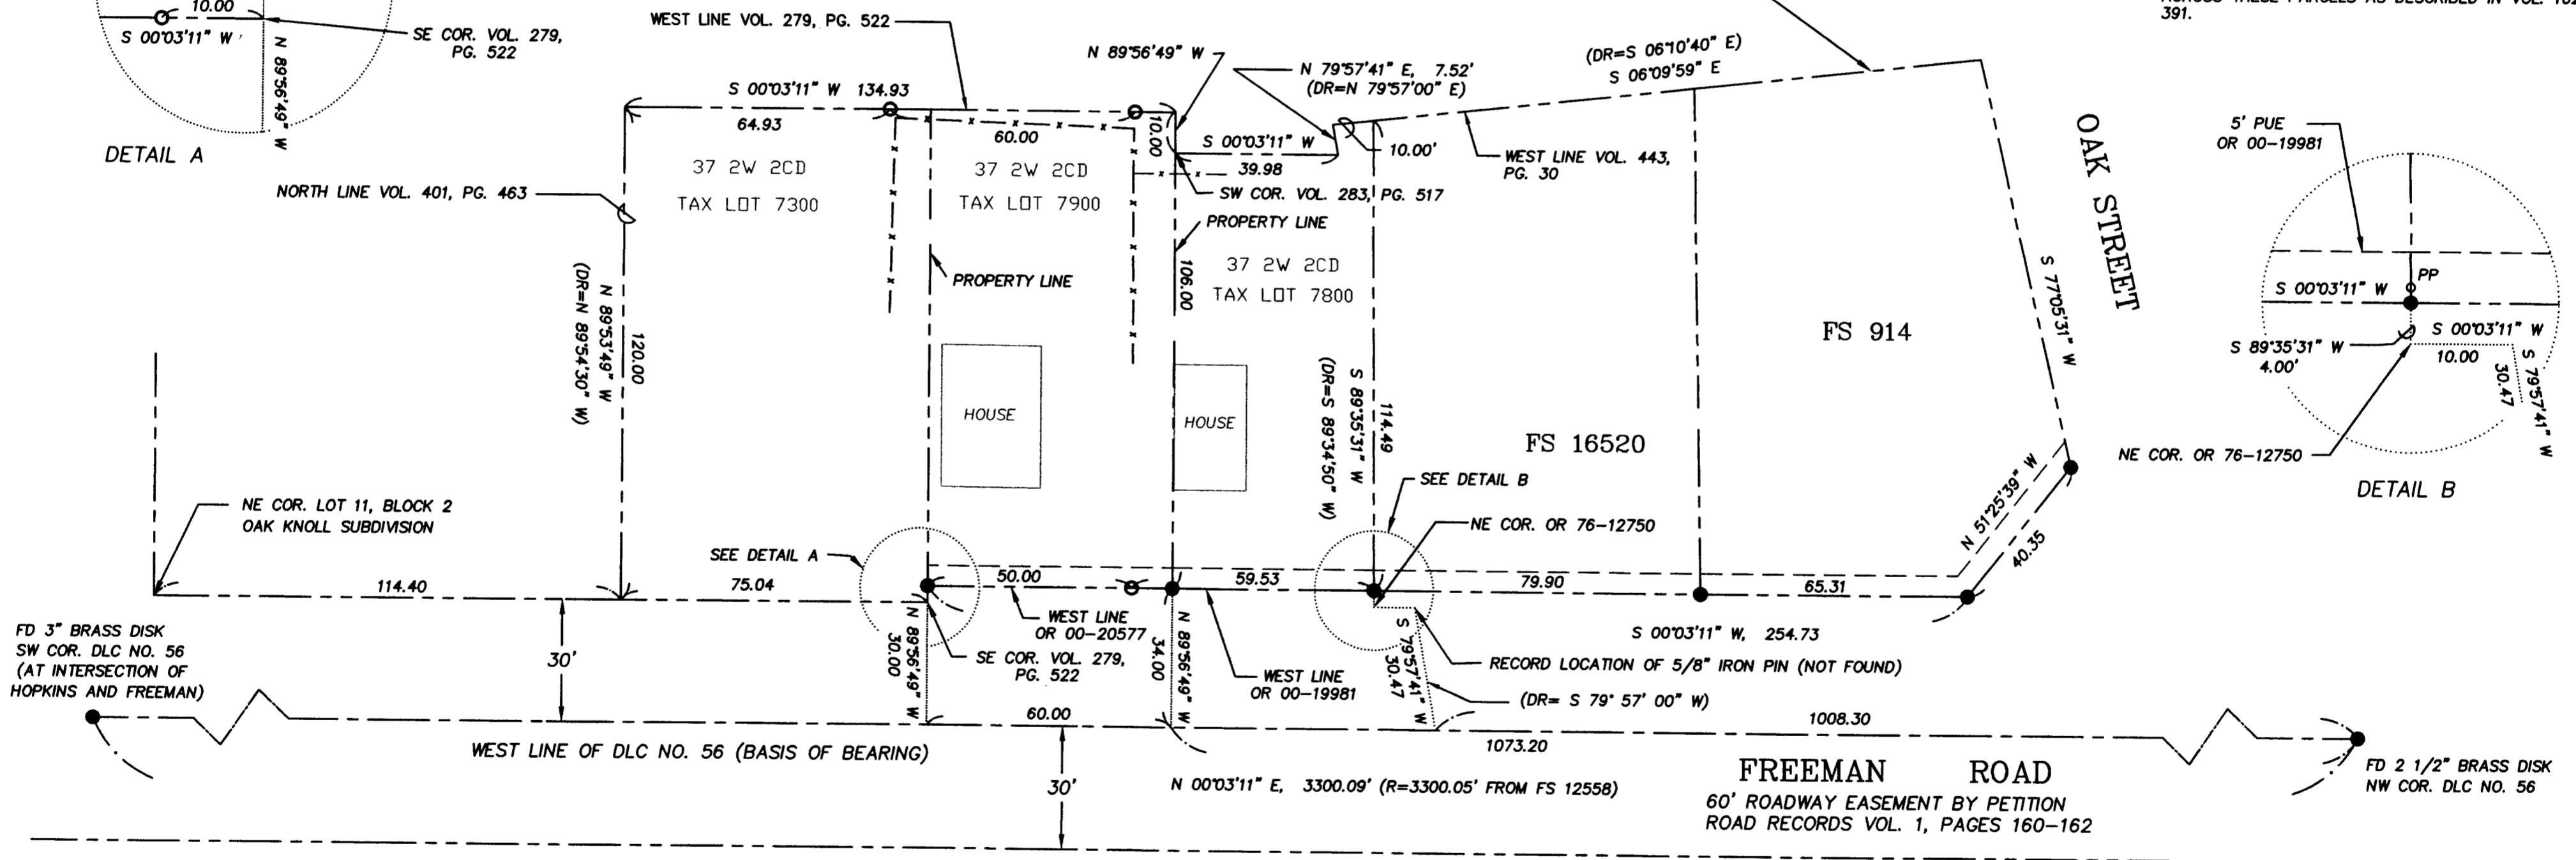 10.00
S 00°03'11" W
N 89°56'49" W
SE COR. VOL. 279,
PG. 522
DETAIL A
WEST LINE VOL. 279, PG. 522
391.
N 89°56'49" W
N 79°57'41" E, 7.52'
(DR=N 79°57'00" E)
(DR=S 06°10'40" E)
S 06°09'59" E
S 00°03'11" W 134.93
64.93
60.00
10.00
S 00°03'11" W
39.98
10.00'
WEST LINE VOL. 443,
PG. 30
OAK STREET
5' PUE
OR 00-19981
NORTH LINE VOL. 401, PG. 463
37 2W 2CD
TAX LOT 7300
37 2W 2CD
TAX LOT 7900
SW COR. VOL. 283, PG. 517
PROPERTY LINE
37 2W 2CD
TAX LOT 7800
PROPERTY LINE
106.00
120.00
N 89°53'49" W
(DR=N 89°54'30" W)
114.49
S 89°35'31" W
(DR=S 89°34'50" W)
FS 914
FS 16520
S 77°05'31" W
PP
S 00°03'11" W
S 00°03'11" W
S 89°35'31" W
4.00'
10.00
30.47
S 79°57'41" W
NE COR. OR 76-12750
DETAIL B
HOUSE
HOUSE
NE COR. LOT 11, BLOCK 2
OAK KNOLL SUBDIVISION
SEE DETAIL A
SEE DETAIL B
NE COR. OR 76-12750
N 51°25'39" W
40.35
114.40
75.04
50.00
59.53
79.90
65.31
FD 3" BRASS DISK
SW COR. DLC NO. 56
(AT INTERSECTION OF
HOPKINS AND FREEMAN)
30'
N 89°56'49" W
30.00
WEST LINE
OR 00-20577
SE COR. VOL. 279,
PG. 522
N 89°56'49" W
34.00
WEST LINE
OR 00-19981
S 79°57'41" W
30.47
S 00°03'11" W, 254.73
RECORD LOCATION OF 5/8" IRON PIN (NOT FOUND)
(DR= S 79° 57' 00" W)
60.00
1008.30
1073.20
WEST LINE OF DLC NO. 56 (BASIS OF BEARING)
30'
N 00°03'11" E, 3300.09' (R=3300.05' FROM FS 12558)
FREEMAN ROAD
60' ROADWAY EASEMENT BY PETITION
ROAD RECORDS VOL. 1, PAGES 160-162
FD 2 1/2" BRASS DISK
NW COR. DLC NO. 56